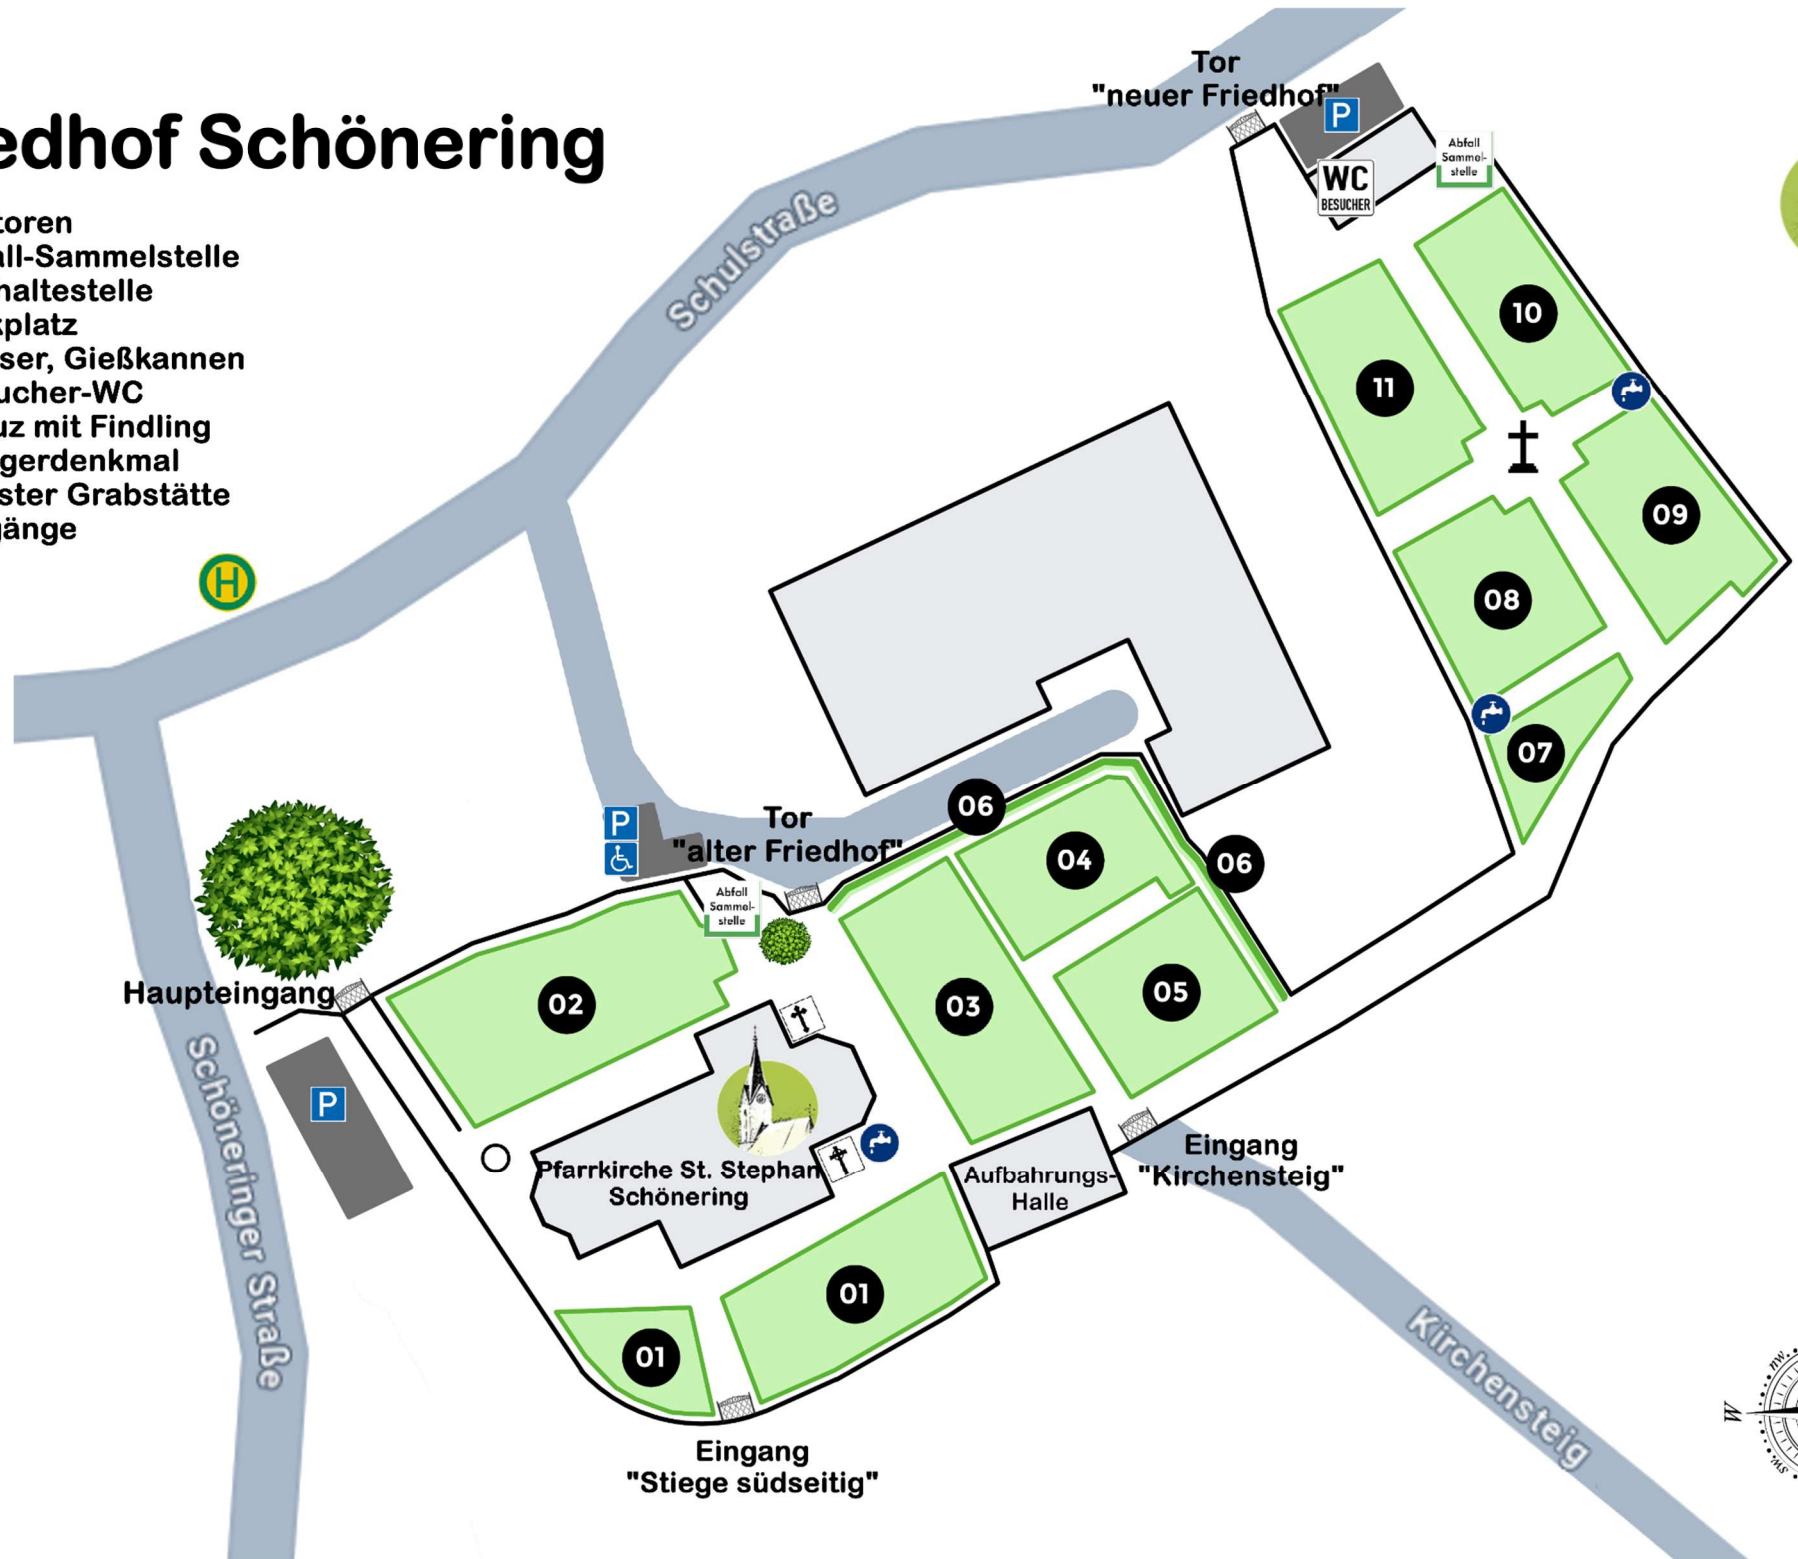 edhof Schönering
toren
all-Sammelstelle
haltestelle
kplatz
ser, Gießkannen
ucher-WC
uz mit Findling
gerdenkmal
ster Grabstätte
gänge
H
Tor
"neuer Friedhof"
P
WC
BESUCHER
Abfall
Sammel-
stelle
Schulstraße
10
11
09
08
07
06
06
04
Tor
"alter Friedhof"
P
Abfall
Sammel-
stelle
Haupteingang
02
03
05
P
Schöneringer Straße
Pfarrkirche St. Stephan
Schönering
Aufbahrungs-
Halle
Eingang
"Kirchensteig"
01
01
Eingang
"Stiege südseitig"
Kirchensteig
NW
W
SW